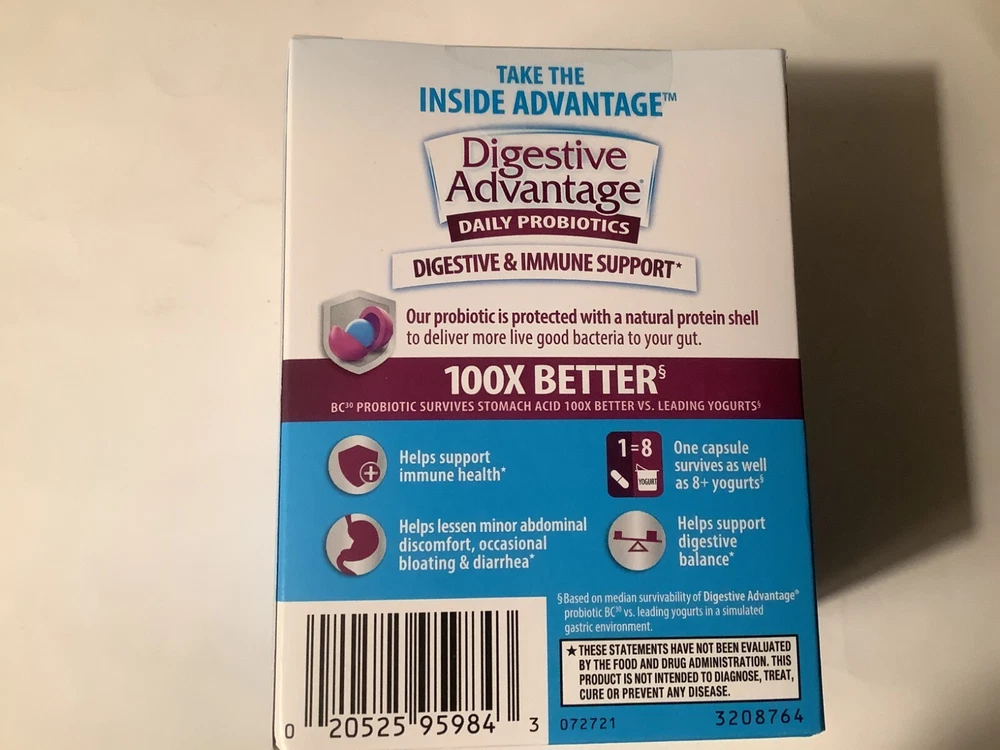 TAKE THE
INSIDE ADVANTAGE™
Digestive
Advantage®
DAILY PROBIOTICS
DIGESTIVE & IMMUNE SUPPORT*
Our probiotic is protected with a natural protein shell
to deliver more live good bacteria to your gut.
100X BETTER§
BC³⁰ PROBIOTIC SURVIVES STOMACH ACID 100X BETTER VS. LEADING YOGURTS§
Helps support
immune health*
1=8
YOGURT
One capsule
survives as well
as 8+ yogurts§
Helps lessen minor abdominal
discomfort, occasional
bloating & diarrhea*
Helps support
digestive
balance*
§Based on median survivability of Digestive Advantage®
probiotic BC³⁰ vs. leading yogurts in a simulated
gastric environment.
★ THESE STATEMENTS HAVE NOT BEEN EVALUATED
BY THE FOOD AND DRUG ADMINISTRATION. THIS
PRODUCT IS NOT INTENDED TO DIAGNOSE, TREAT,
CURE OR PREVENT ANY DISEASE.
0 20525 95984 3
072721
3208764